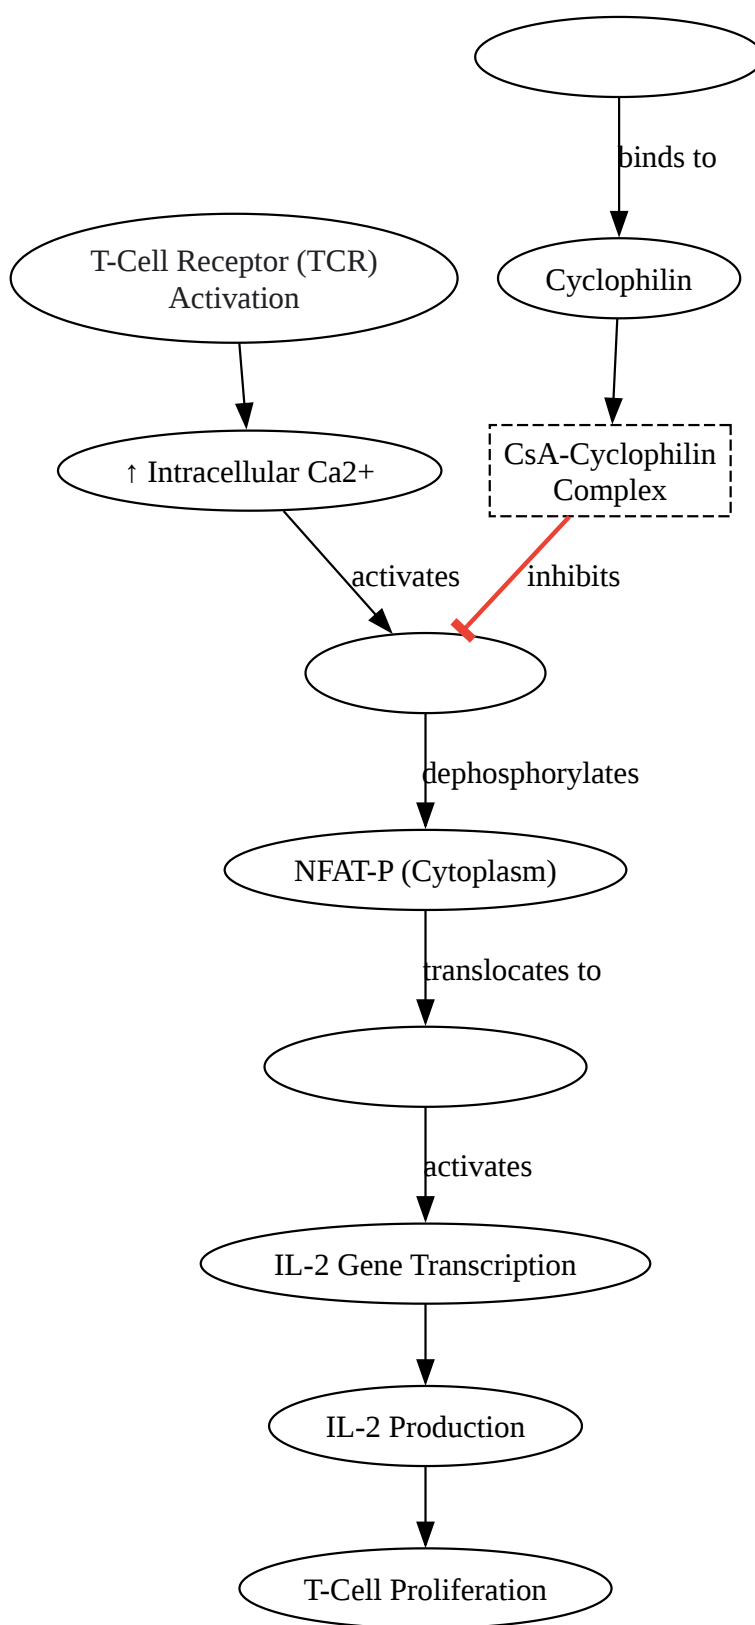 binds to
T-Cell Receptor (TCR)
Activation
Cyclophilin
↑ Intracellular Ca2+
CsA-Cyclophilin
Complex
activates
inhibits
dephosphorylates
NFAT-P (Cytoplasm)
translocates to
activates
IL-2 Gene Transcription
IL-2 Production
T-Cell Proliferation